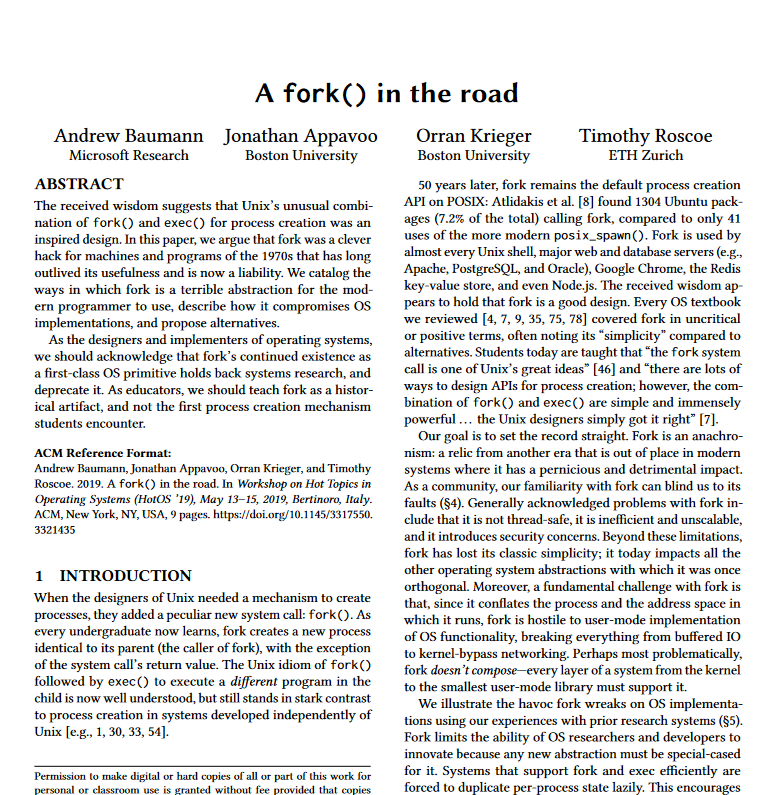 A fork() in the road
Andrew Baumann
Microsoft Research
Jonathan Appavoo
Boston University
Orran Krieger
Boston University
Timothy Roscoe
ETH Zurich
ABSTRACT
The received wisdom suggests that Unix's unusual combi-
nation of fork() and exec() for process creation was an
inspired design. In this paper, we argue that fork was a clever
hack for machines and programs of the 1970s that has long
outlived its usefulness and is now a liability. We catalog the
ways in which fork is a terrible abstraction for the mod-
ern programmer to use, describe how it compromises OS
implementations, and propose alternatives.
As the designers and implementers of operating systems,
we should acknowledge that fork's continued existence as
a first-class OS primitive holds back systems research, and
deprecate it. As educators, we should teach fork as a histor-
ical artifact, and not the first process creation mechanism
students encounter.
ACM Reference Format:
Andrew Baumann, Jonathan Appavoo, Orran Krieger, and Timothy
Roscoe. 2019. A fork() in the road. In Workshop on Hot Topics in
Operating Systems (HotOS '19), May 13–15, 2019, Bertinoro, Italy.
ACM, New York, NY, USA, 9 pages. https://doi.org/10.1145/3317550.
3321435
1 INTRODUCTION
When the designers of Unix needed a mechanism to create
processes, they added a peculiar new system call: fork(). As
every undergraduate now learns, fork creates a new process
identical to its parent (the caller of fork), with the exception
of the system call's return value. The Unix idiom of fork()
followed by exec() to execute a different program in the
child is now well understood, but still stands in stark contrast
to process creation in systems developed independently of
Unix [e.g., 1, 30, 33, 54].
Permission to make digital or hard copies of all or part of this work for
personal or classroom use is granted without fee provided that copies
50 years later, fork remains the default process creation
API on POSIX: Atlidakis et al. [8] found 1304 Ubuntu pack-
ages (7.2% of the total) calling fork, compared to only 41
uses of the more modern posix_spawn(). Fork is used by
almost every Unix shell, major web and database servers (e.g.,
Apache, PostgreSQL, and Oracle), Google Chrome, the Redis
key-value store, and even Node.js. The received wisdom ap-
pears to hold that fork is a good design. Every OS textbook
we reviewed [4, 7, 9, 35, 75, 78] covered fork in uncritical
or positive terms, often noting its "simplicity" compared to
alternatives. Students today are taught that "the fork system
call is one of Unix's great ideas" [46] and "there are lots of
ways to design APIs for process creation; however, the com-
bination of fork() and exec() are simple and immensely
powerful … the Unix designers simply got it right" [7].
Our goal is to set the record straight. Fork is an anachro-
nism: a relic from another era that is out of place in modern
systems where it has a pernicious and detrimental impact.
As a community, our familiarity with fork can blind us to its
faults (§4). Generally acknowledged problems with fork in-
clude that it is not thread-safe, it is inefficient and unscalable,
and it introduces security concerns. Beyond these limitations,
fork has lost its classic simplicity; it today impacts all the
other operating system abstractions with which it was once
orthogonal. Moreover, a fundamental challenge with fork is
that, since it conflates the process and the address space in
which it runs, fork is hostile to user-mode implementation
of OS functionality, breaking everything from buffered IO
to kernel-bypass networking. Perhaps most problematically,
fork doesn't compose—every layer of a system from the kernel
to the smallest user-mode library must support it.
We illustrate the havoc fork wreaks on OS implementa-
tions using our experiences with prior research systems (§5).
Fork limits the ability of OS researchers and developers to
innovate because any new abstraction must be special-cased
for it. Systems that support fork and exec efficiently are
forced to duplicate per-process state lazily. This encourages